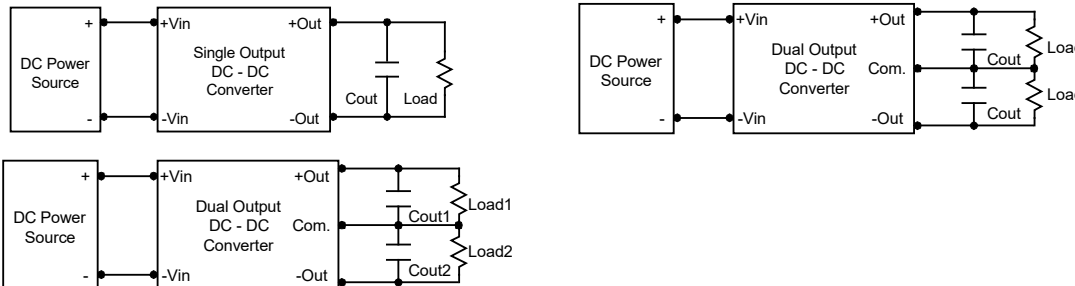 +
+Vin
+Out
DC Power
Source
Single Output
DC - DC
Converter
Cout
Load
-
-Vin
-Out
+
+Vin
+Out
DC Power
Source
Dual Output
DC - DC
Converter
Com.
Cout
Cout
-
-Vin
-Out
+
+Vin
+Out
DC Power
Source
Dual Output
DC - DC
Converter
Com.
Cout1
Load1
Cout2
Load2
-
-Vin
-Out